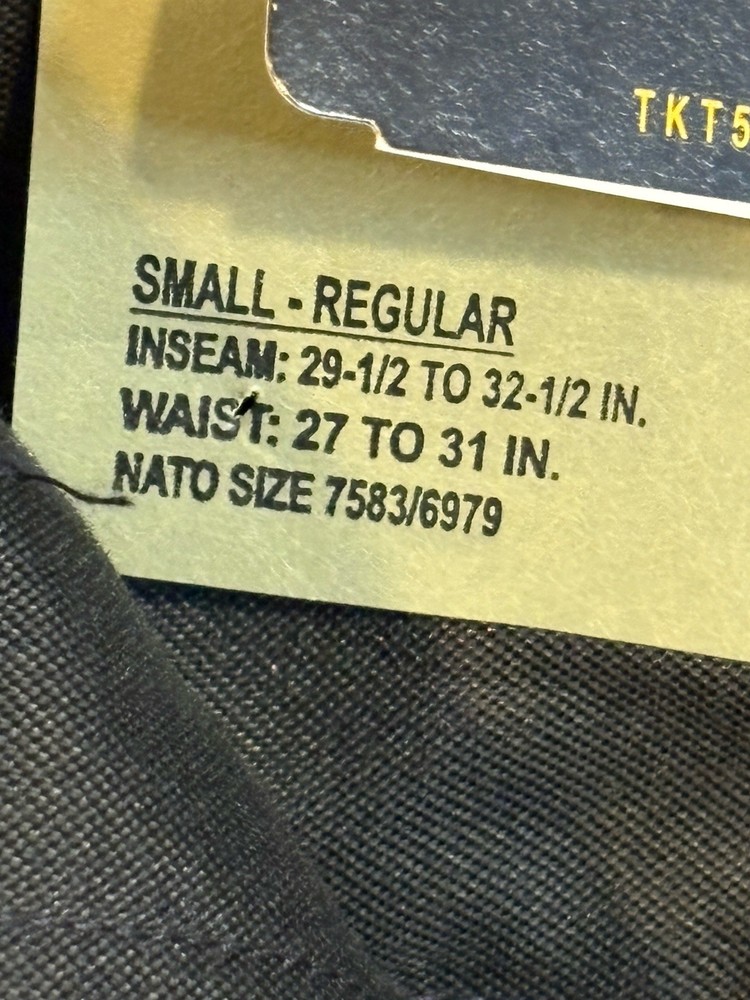 TKT5
SMALL - REGULAR
INSEAM: 29-1/2 TO 32-1/2 IN.
WAIST: 27 TO 31 IN.
NATO SIZE 7583/6979